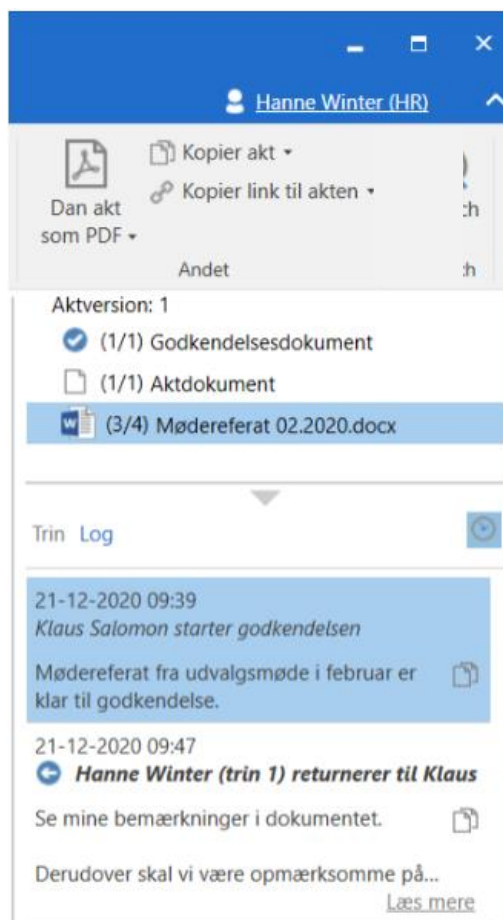 Hanne Winter (HR)
Kopier akt
Kopier link til akten
Dan akt
som PDF
ch
Andet
h
Aktversion: 1
(1/1) Godkendelsesdokument
(1/1) Aktdokument
W
(3/4) Mødereferat 02.2020.docx
Trin Log
21-12-2020 09:39
Klaus Salomon starter godkendelsen
Mødereferat fra udvalgsmøde i februar er
klar til godkendelse.
21-12-2020 09:47
Hanne Winter (trin 1) returnerer til Klaus
Se mine bemærkninger i dokumentet.
Derudover skal vi være opmærksomme på...
Læs mere